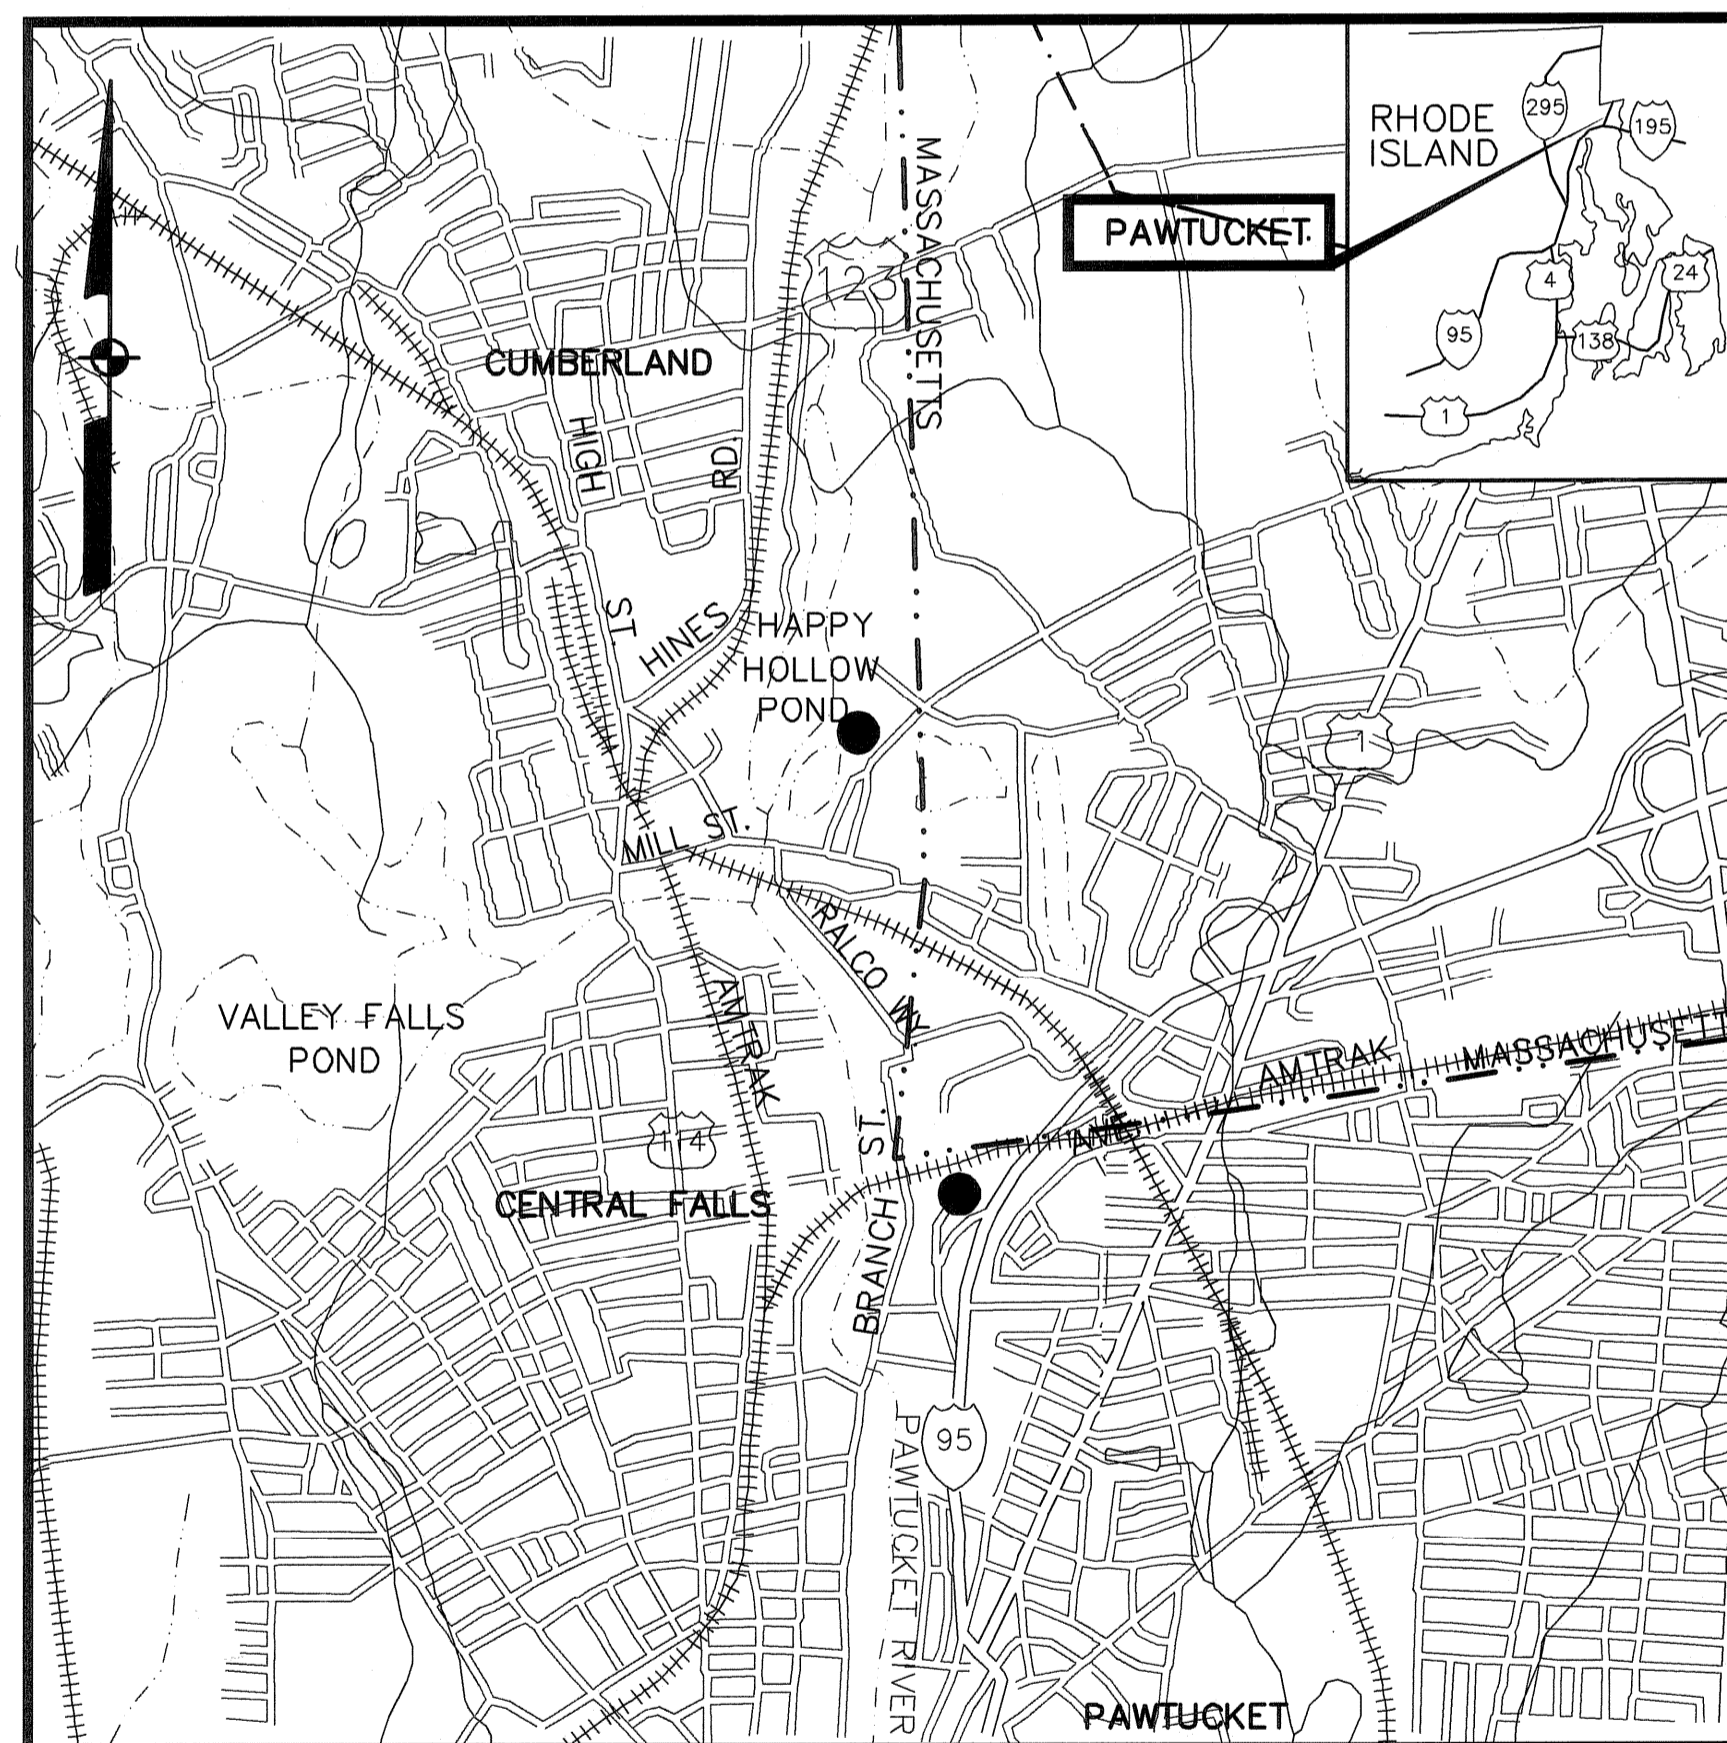 RHODE
ISLAND
295
195
4
24
95
138
1
PAWTUCKET
MASSACHUSETTS
123
CUMBERLAND
HIGH
ST.
HINES
RD.
HAPPY
HOLLOW
POND
1
MILL ST.
RALCO WY
VALLEY FALLS
POND
AMTRAK
AMTRAK
MASSACHUSETT
AVE
114
CENTRAL FALLS
BRANCH ST.
95
PAWTUCKET RIVER
PAWTUCKET